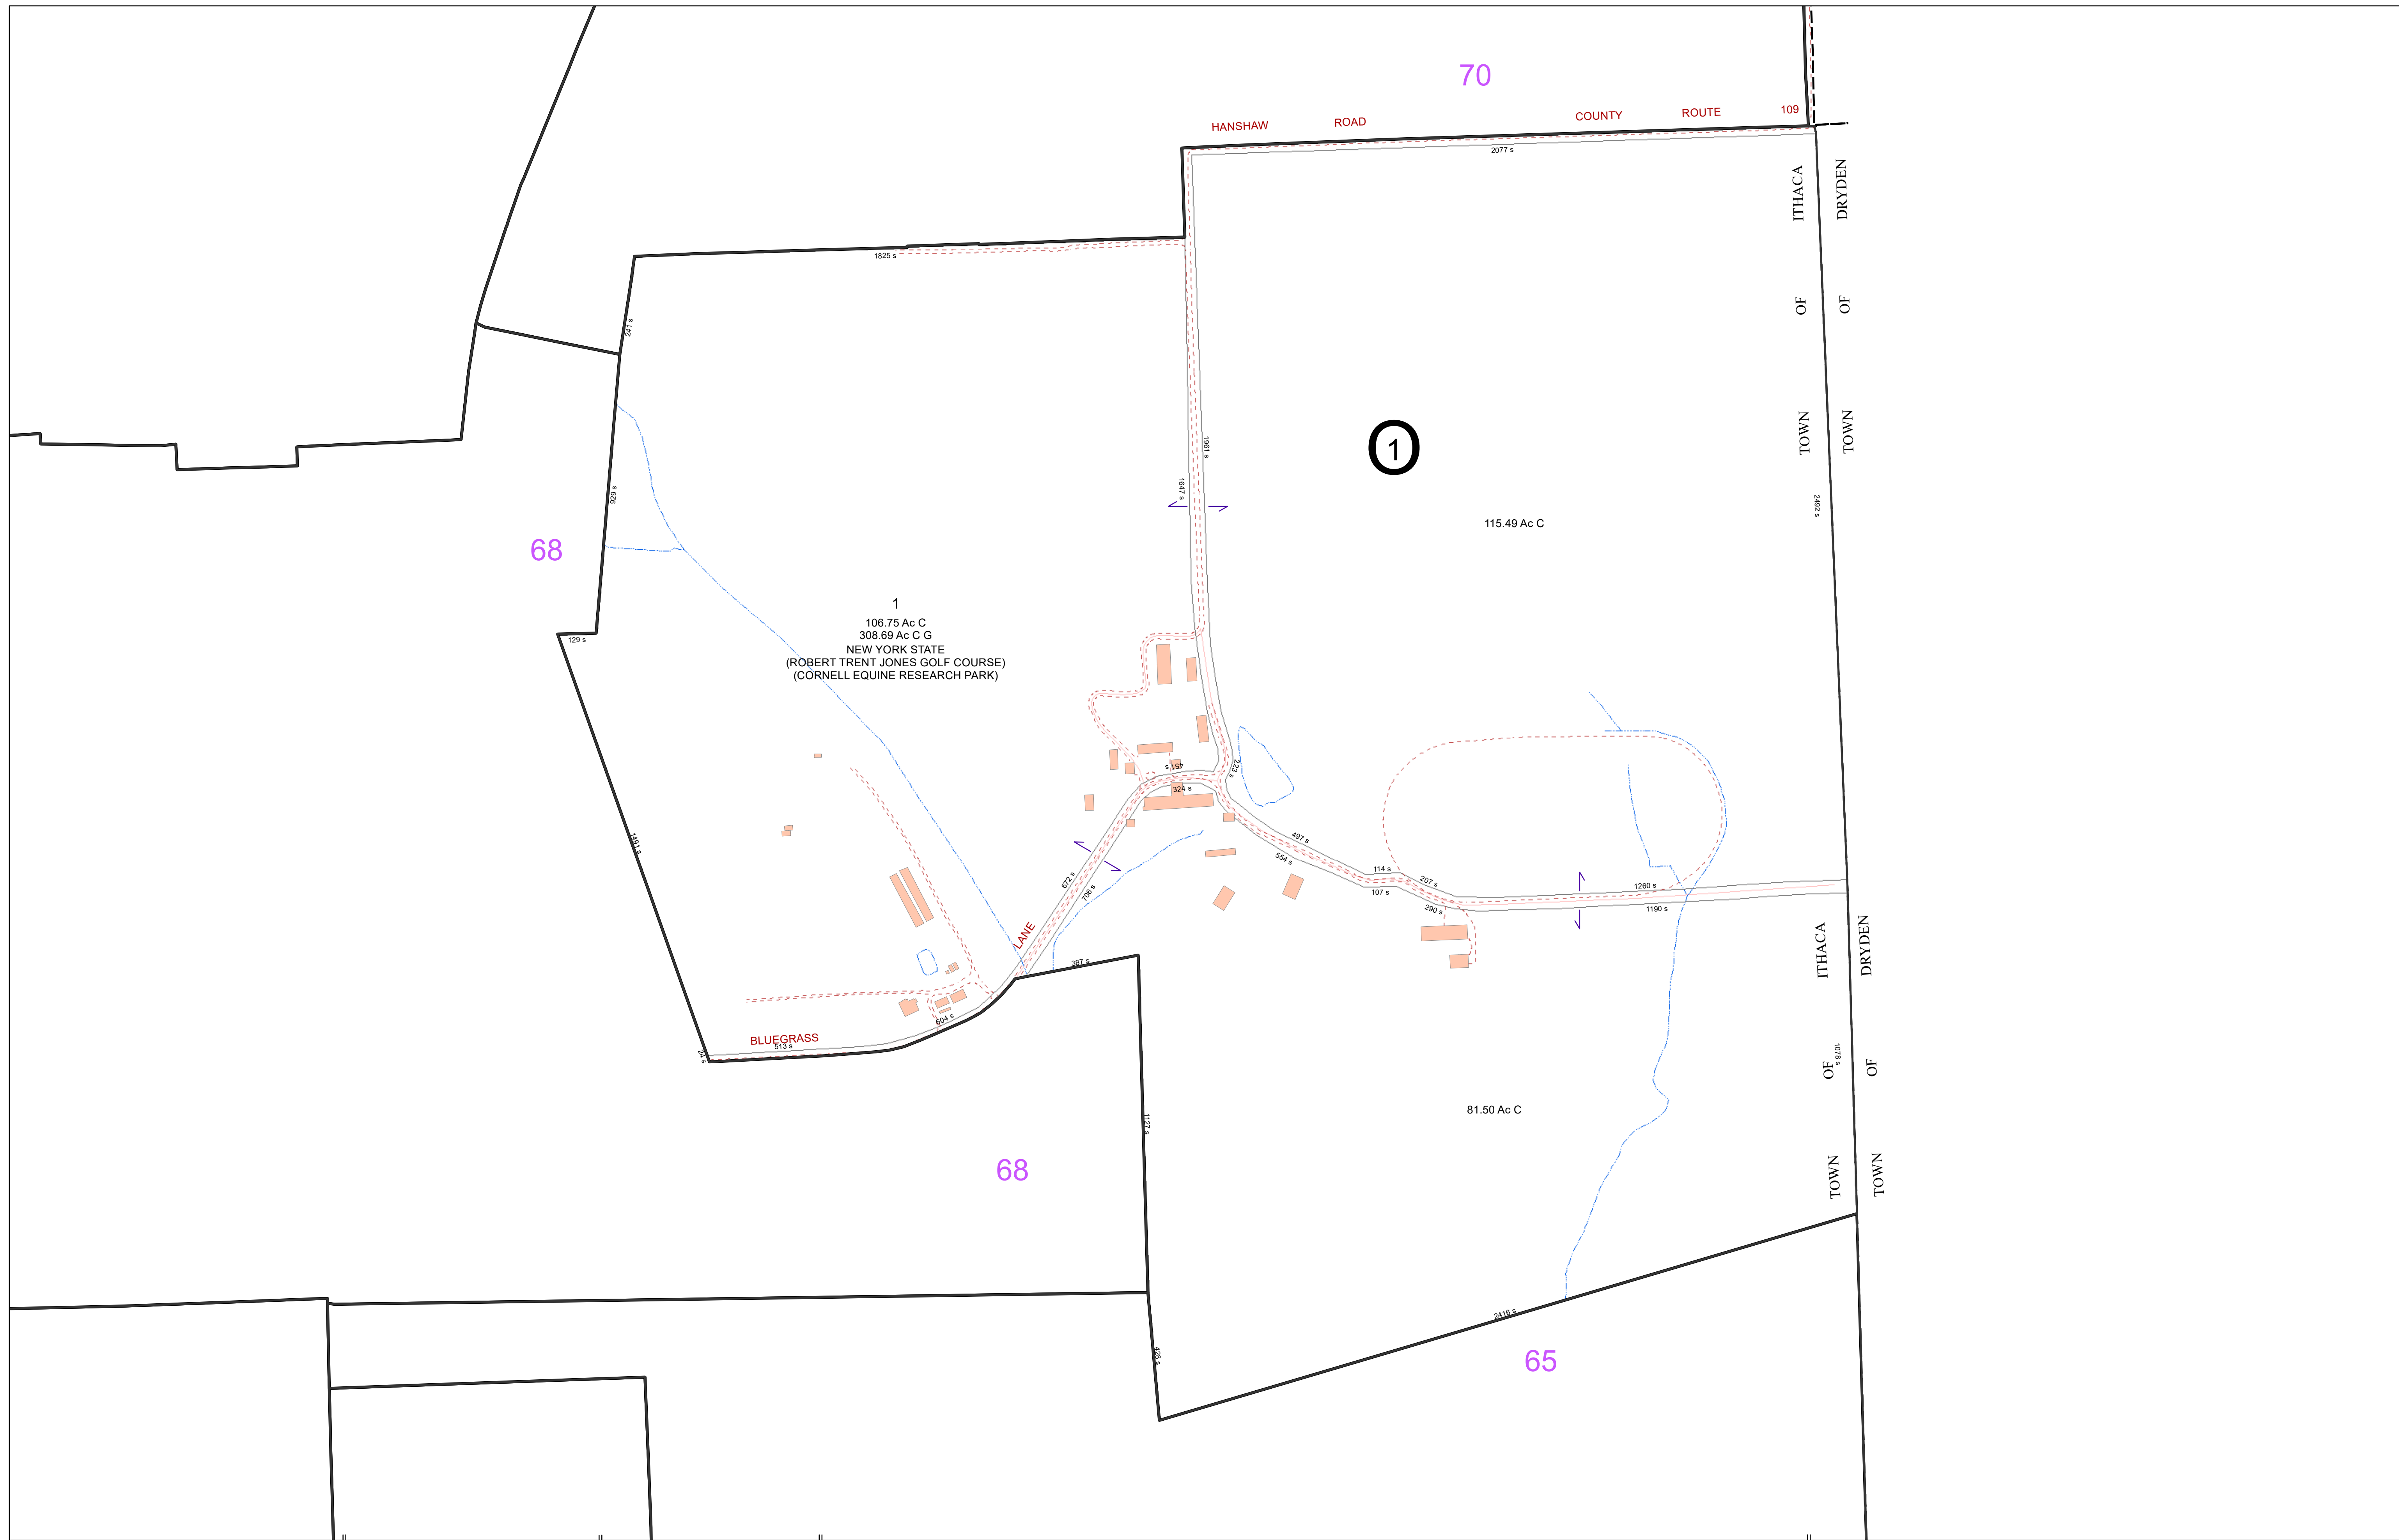 70
HANSHAW ROAD COUNTY ROUTE 109
2077 s
ITHACA
DRYDEN
1825 s
241 s
OF
OF
1
TOWN
TOWN
1961 s
1647 s
929 s
2492 s
115.49 Ac C
68
1
106.75 Ac C
308.69 Ac C G
NEW YORK STATE
(ROBERT TRENT JONES GOLF COURSE)
(CORNELL EQUINE RESEARCH PARK)
129 s
451 s
223 s
324 s
1491 s
497 s
554 s
114 s
107 s
207 s
290 s
1260 s
1190 s
672 s
706 s
LANE
387 s
ITHACA
DRYDEN
604 s
BLUEGRASS
513 s
24 s
1078 s
OF
OF
81.50 Ac C
1127 s
68
TOWN
TOWN
2416 s
428 s
65